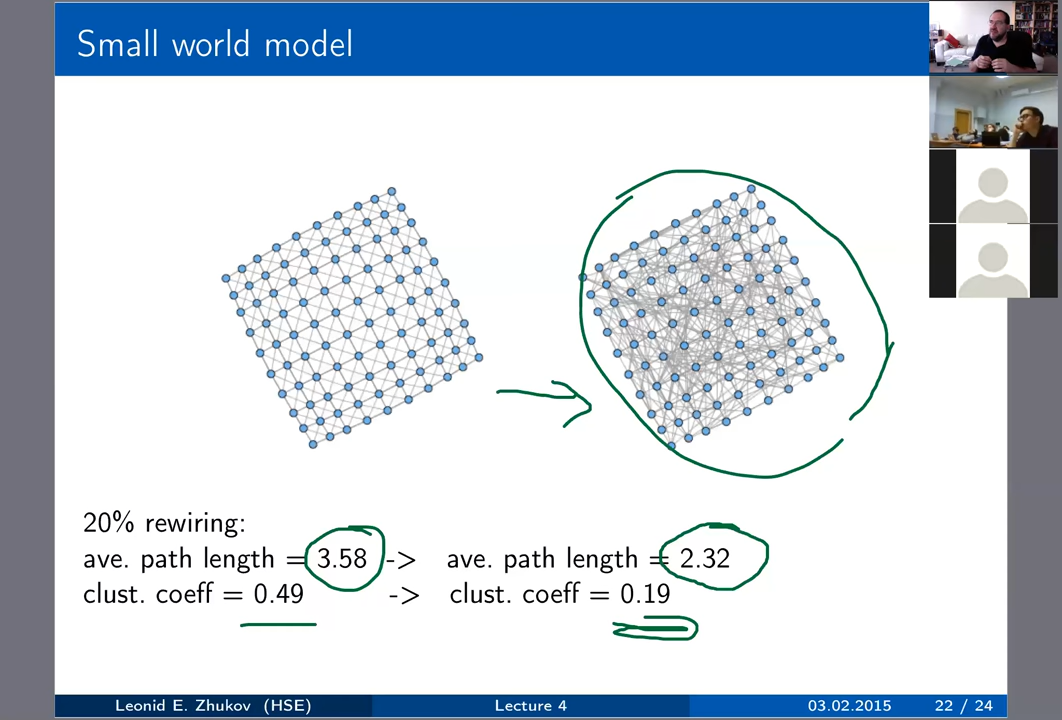 Small world model
20% rewiring:
ave. path length = 3.58 -> ave. path length = 2.32
clust. coeff = 0.49 -> clust. coeff = 0.19
Leonid E. Zhukov (HSE) Lecture 4 03.02.2015 22 / 24